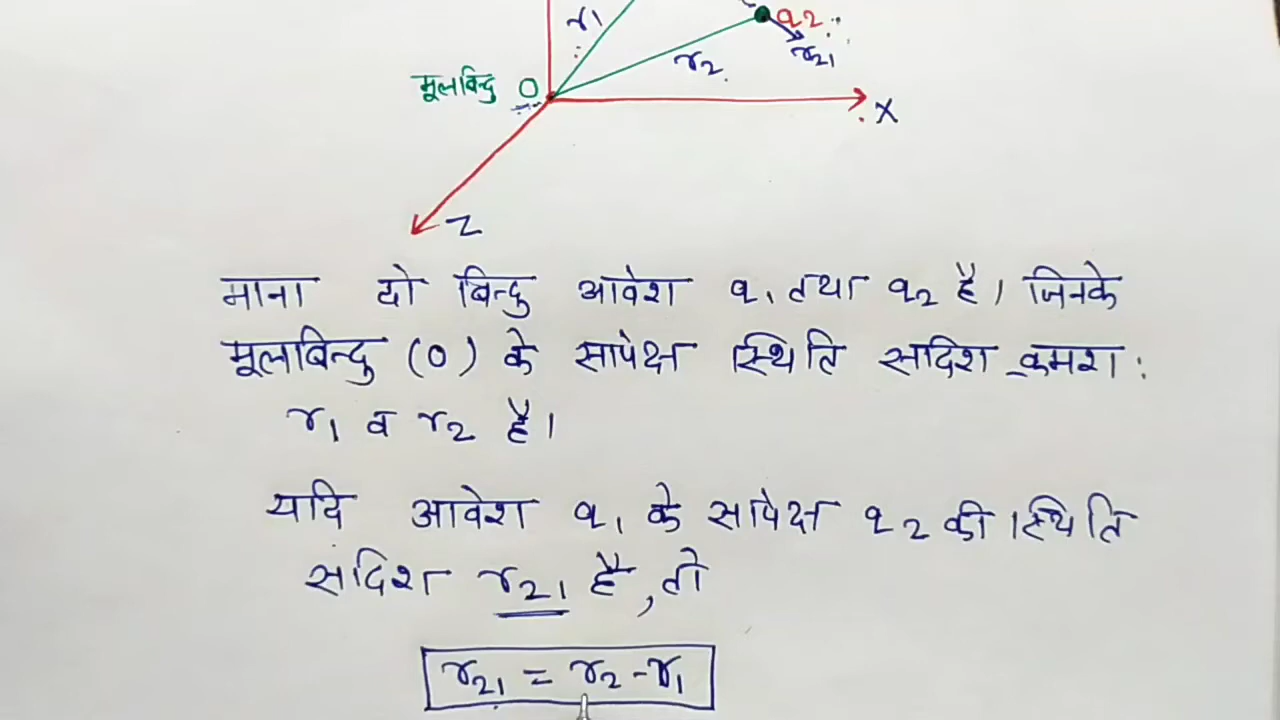 r1
q2
r21
r2
मूलबिन्दु O
X
Z
माना दो बिन्दु आवेश q1 तथा q2 है। जिनके
मूलबिन्दु (O) के सापेक्ष स्थिति सदिश क्रमश:
r1 व r2 है।
यदि आवेश q1 के सापेक्ष q2 की स्थिति
सदिश r21 है, तो
r21 = r2 - r1